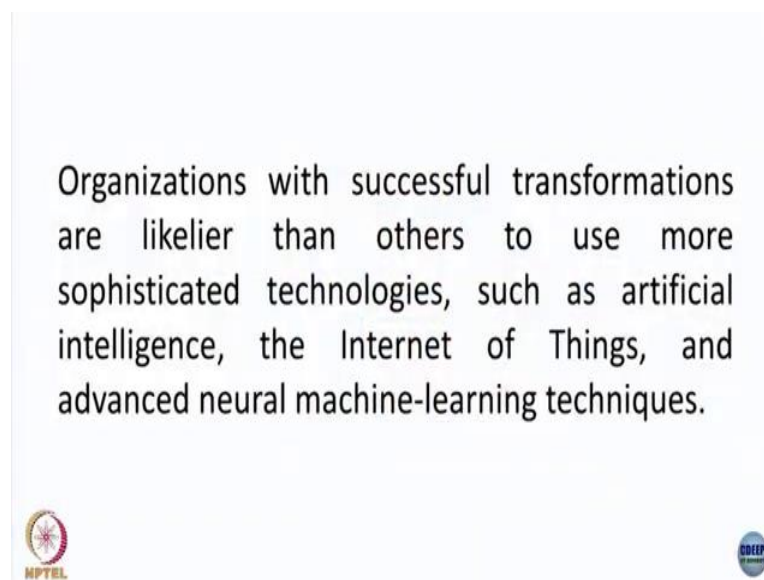 Organizations with successful transformations
are likelier than others to use more
sophisticated technologies, such as artificial
intelligence, the Internet of Things, and
advanced neural machine-learning techniques.
NPTEL
CDEEP